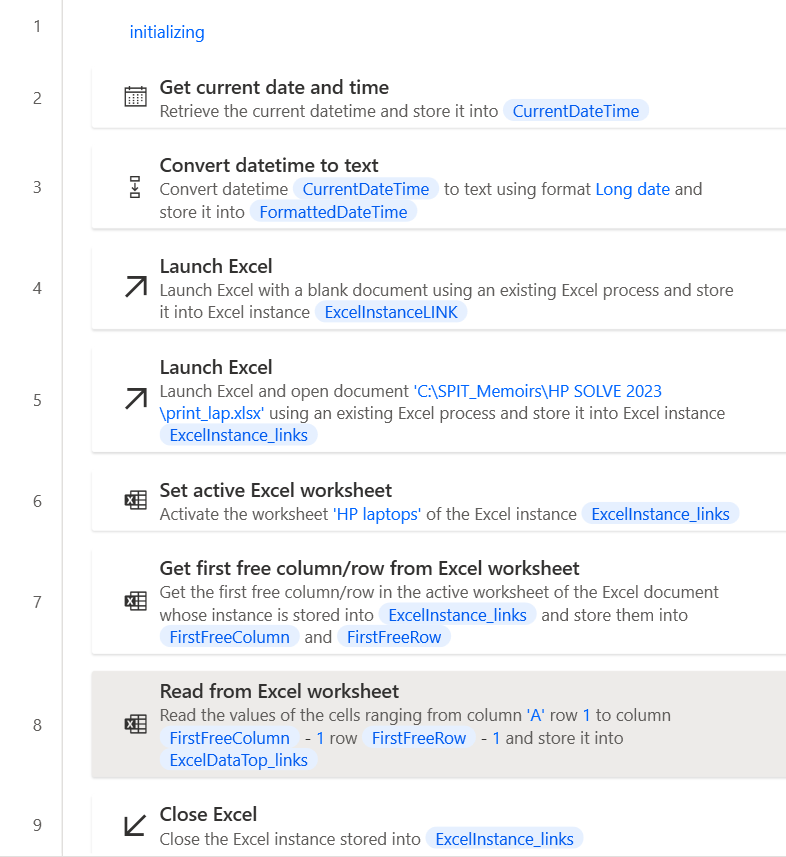 1
initializing
2
Get current date and time
Retrieve the current datetime and store it into CurrentDateTime
3
Convert datetime to text
Convert datetime CurrentDateTime to text using format Long date and
store it into FormattedDateTime
4
Launch Excel
Launch Excel with a blank document using an existing Excel process and store
it into Excel instance ExcelInstanceLINK
5
Launch Excel
Launch Excel and open document 'C:\SPIT_Memoirs\HP SOLVE 2023
\print_lap.xlsx' using an existing Excel process and store it into Excel instance
ExcelInstance_links
6
Set active Excel worksheet
Activate the worksheet 'HP laptops' of the Excel instance ExcelInstance_links
7
Get first free column/row from Excel worksheet
Get the first free column/row in the active worksheet of the Excel document
whose instance is stored into ExcelInstance_links and store them into
FirstFreeColumn and FirstFreeRow
8
Read from Excel worksheet
Read the values of the cells ranging from column 'A' row 1 to column
FirstFreeColumn - 1 row FirstFreeRow - 1 and store it into
ExcelDataTop_links
9
Close Excel
Close the Excel instance stored into ExcelInstance_links